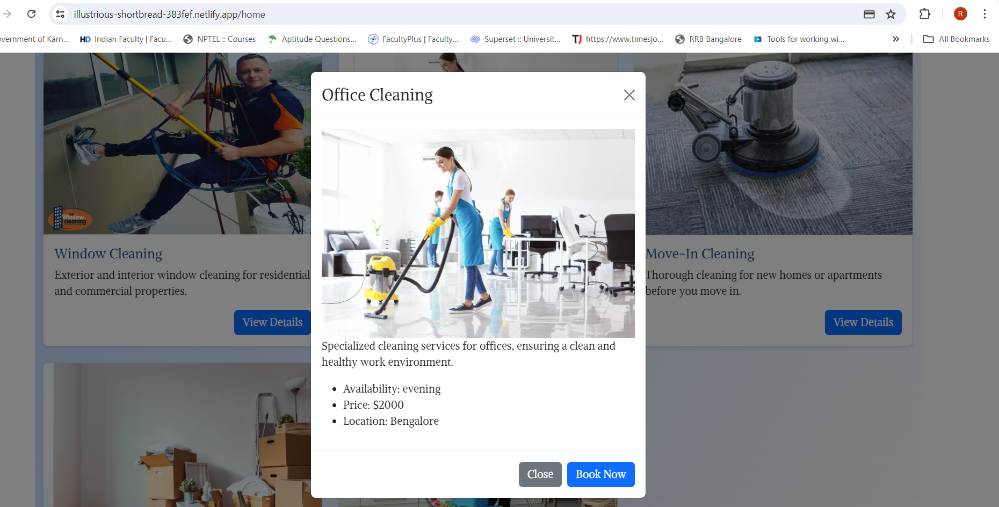 illustrious-shortbread-383fef.netlify.app/home
R
overnment of Karn...
HD Indian Faculty | Facu...
NPTEL :: Courses
Aptitude Questions...
FacultyPlus | Faculty...
Superset :: Universit...
TJ https://www.timesjo...
RRB Bangalore
Tools for working wi...
»
All Bookmarks
Office Cleaning
Window
cleaning
Window Cleaning
Exterior and interior window cleaning for residential
and commercial properties.
View Details
Specialized cleaning services for offices, ensuring a clean and
healthy work environment.
• Availability: evening
• Price: $2000
• Location: Bengalore
Close
Book Now
Move-In Cleaning
Thorough cleaning for new homes or apartments
before you move in.
View Details